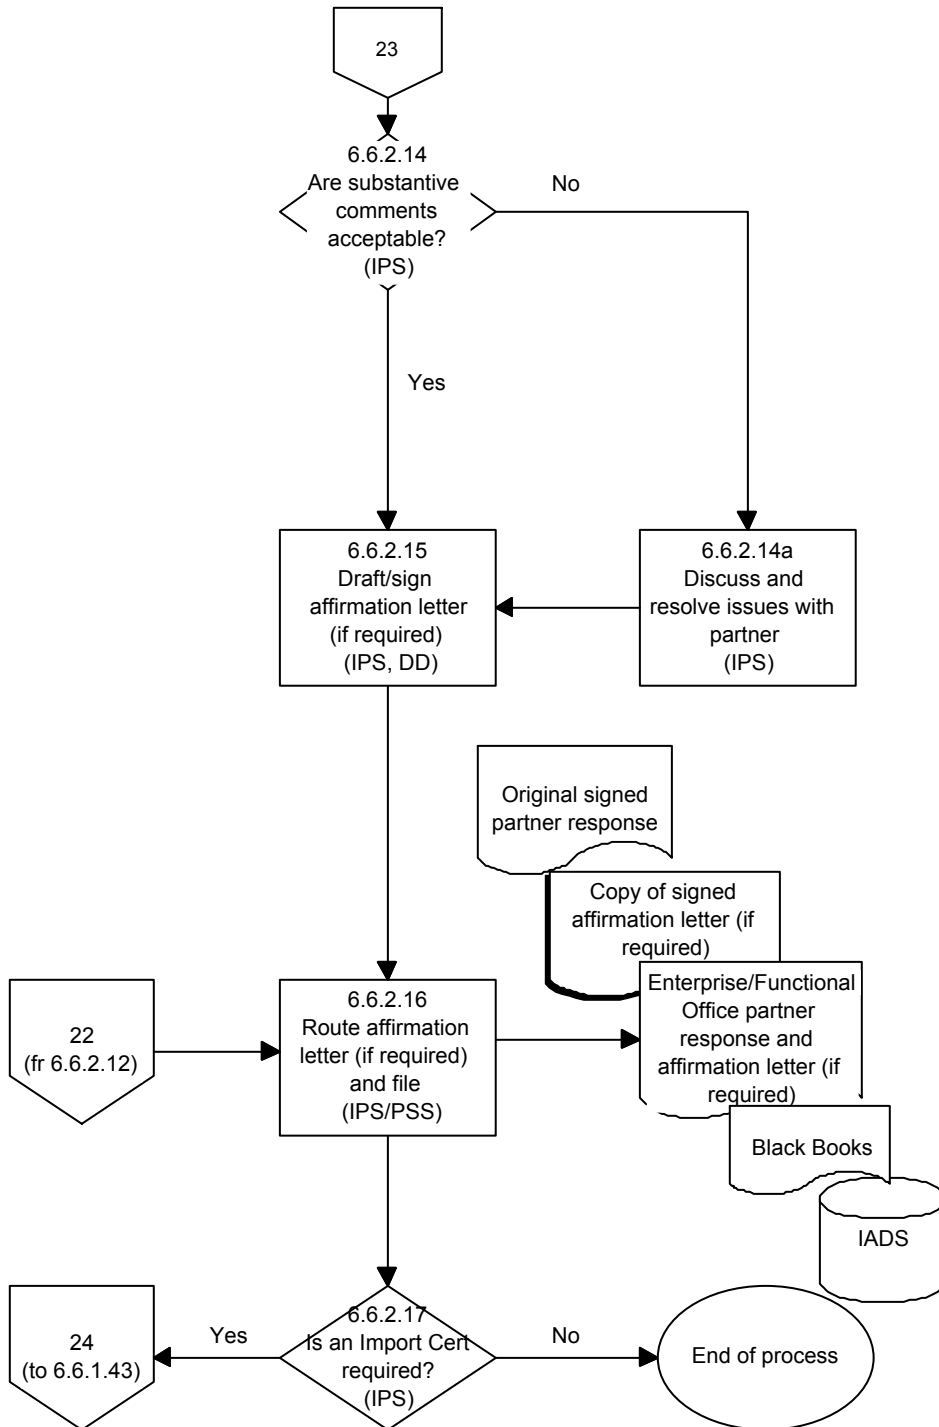 23
6.6.2.14
Are substantive
comments
acceptable?
(IPS)
No
Yes
6.6.2.15
Draft/sign
affirmation letter
(if required)
(IPS, DD)
6.6.2.14a
Discuss and
resolve issues with
partner
(IPS)
Original signed
partner response
Copy of signed
affirmation letter (if
required)
Enterprise/Functional
Office partner
response and
affirmation letter (if
required)
22
(fr 6.6.2.12)
6.6.2.16
Route affirmation
letter (if required)
and file
(IPS/PSS)
Black Books
IADS
24
(to 6.6.1.43)
Yes
6.6.2.17
Is an Import Cert
required?
(IPS)
No
End of process